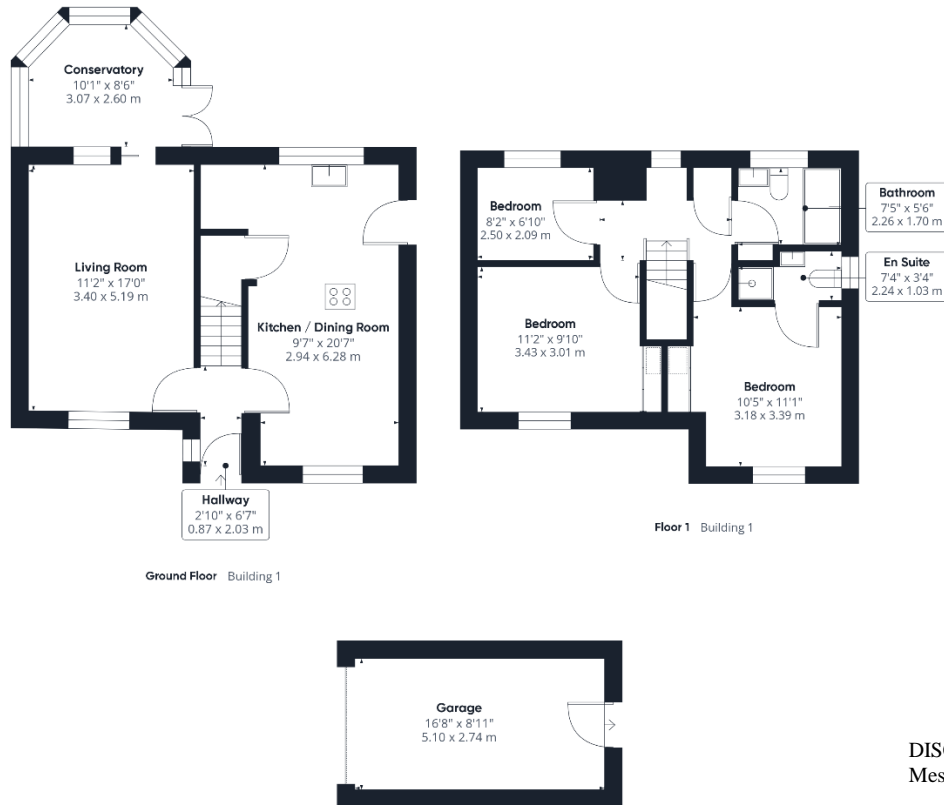 Conservatory
10'1" x 8'6"
3.07 x 2.60 m
Living Room
11'2" x 17'0"
3.40 x 5.19 m
Kitchen / Dining Room
9'7" x 20'7"
2.94 x 6.28 m
Hallway
2'10" x 6'7"
0.87 x 2.03 m
Ground Floor Building 1
Bedroom
8'2" x 6'10"
2.50 x 2.09 m
Bathroom
7'5" x 5'6"
2.26 x 1.70 m
En Suite
7'4" x 3'4"
2.24 x 1.03 m
Bedroom
11'2" x 9'10"
3.43 x 3.01 m
Bedroom
10'5" x 11'1"
3.18 x 3.39 m
Floor 1 Building 1
Garage
16'8" x 8'11"
5.10 x 2.74 m